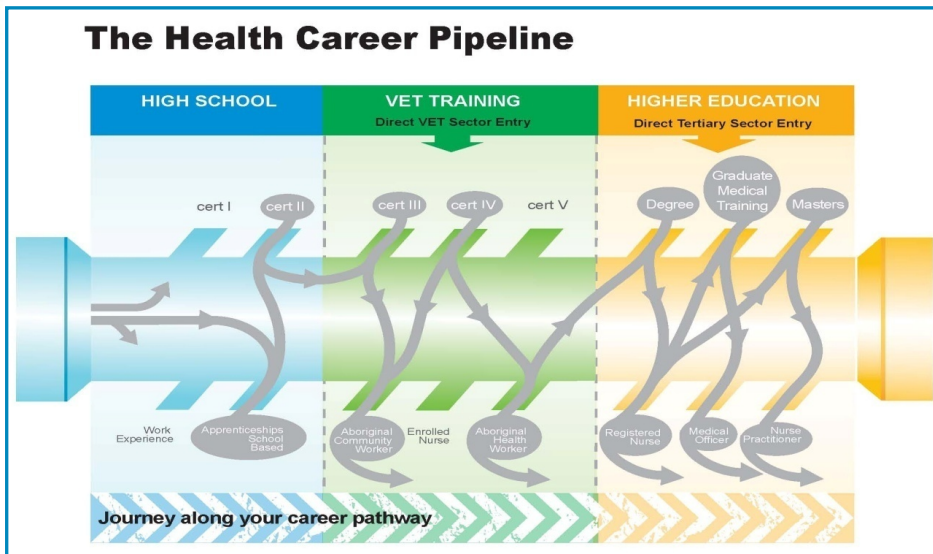 The Health Career Pipeline
HIGH SCHOOL
VET TRAINING
Direct VET Sector Entry
HIGHER EDUCATION
Direct Tertiary Sector Entry
cert I
cert II
cert III
cert IV
cert V
Degree
Graduate
Medical
Training
Masters
Work
Experience
Apprenticeships
School
Based
Aboriginal
Community
Worker
Enrolled
Nurse
Aboriginal
Health
Worker
Registered
Nurse
Medical
Officer
Nurse
Practitioner
Journey along your career pathway